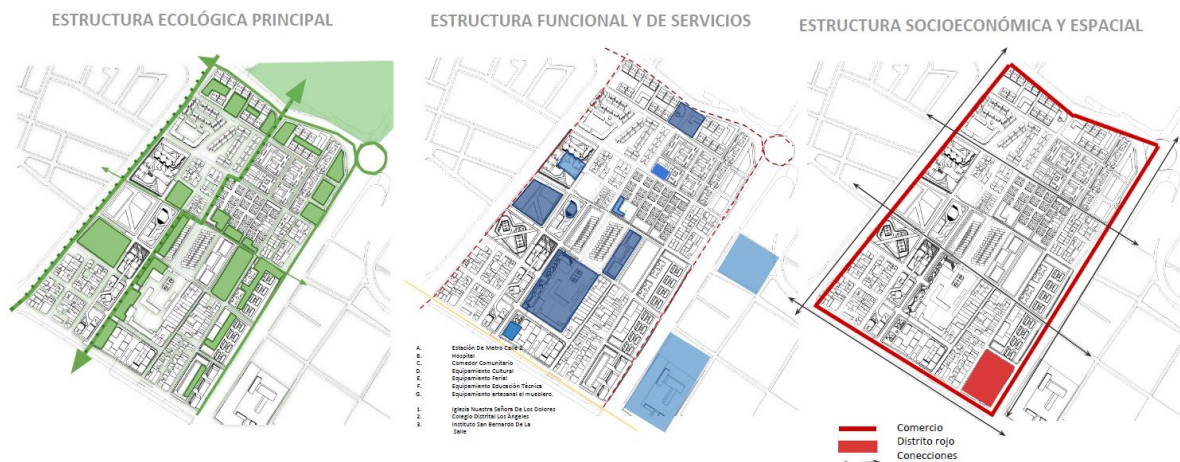 ESTRUCTURA ECOLÓGICA PRINCIPAL
ESTRUCTURA FUNCIONAL Y DE SERVICIOS
ESTRUCTURA SOCIOECONÓMICA Y ESPACIAL
A. Estación De Metro Calle 2
B. Hospital
C. Comedor Comunitario
D. Equipamiento Cultural
E. Equipamiento Ferial
F. Equipamiento Educación Técnica
G. Equipamiento artesanal el mueblero.
1. Iglesia Nuestra Señora De Los Dolores
2. Colegio Distrital Los Ángeles
3. Instituto San Bernardo De La
Salle
Comercio
Distrito rojo
Conecciones